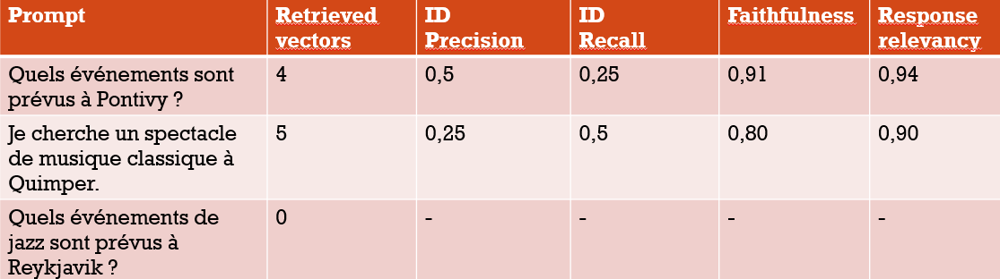 Prompt
Retrieved
vectors
ID
Precision
ID
Recall
Faithfulness
Response
relevancy
Quels événements sont
prévus à Pontivy ?
4
0,5
0,25
0,91
0,94
Je cherche un spectacle
de musique classique à
Quimper.
5
0,25
0,5
0,80
0,90
Quels événements de
jazz sont prévus à
Reykjavik ?
0
-
-
-
-